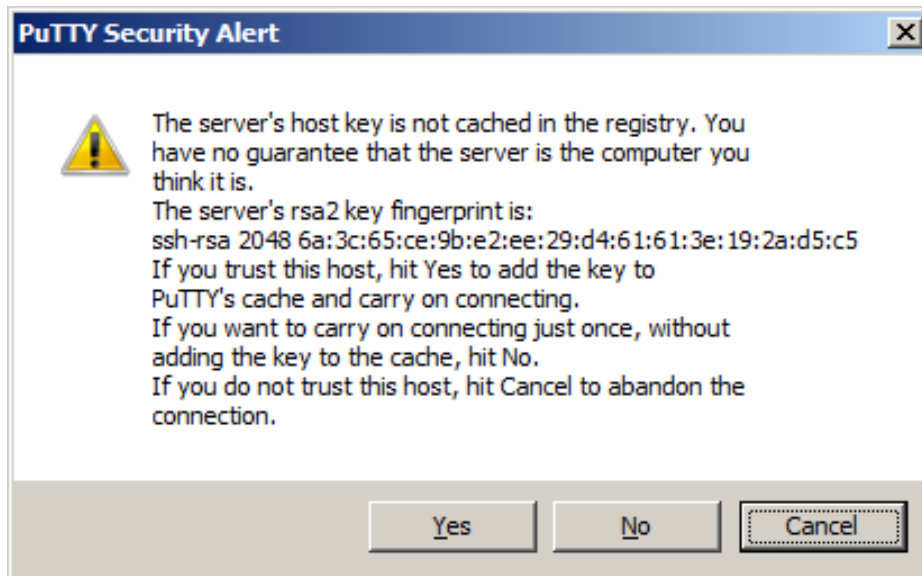 PuTTY Security Alert
The server's host key is not cached in the registry. You
have no guarantee that the server is the computer you
think it is.
The server's rsa2 key fingerprint is:
ssh-rsa 2048 6a:3c:65:ce:9b:e2:ee:29:d4:61:61:3e:19:2a:d5:c5
If you trust this host, hit Yes to add the key to
PuTTY's cache and carry on connecting.
If you want to carry on connecting just once, without
adding the key to the cache, hit No.
If you do not trust this host, hit Cancel to abandon the
connection.
Yes No Cancel